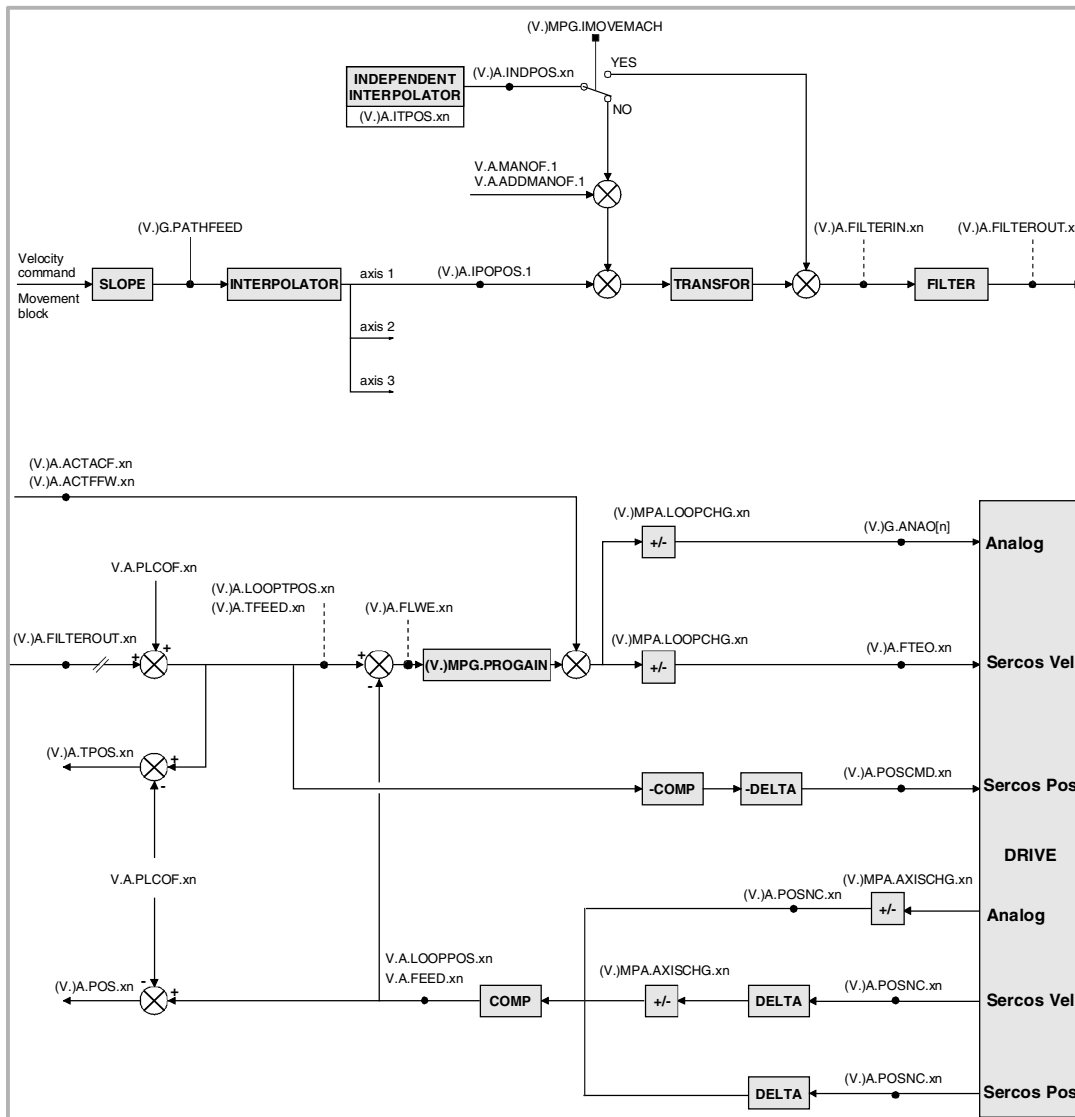 (V.)MPG.IMOVEMACH
YES
(V.)A.INDPOS.xn
INDEPENDENT
INTERPOLATOR
(V.)A.ITPOS.xn
NO
V.A.MANOF.1
V.A.ADDMANOF.1
(V.)G.PATHFEED
(V.)A.FILTERIN.xn
(V.)A.FILTEROUT.x
Velocity
command
Movement
block
SLOPE
INTERPOLATOR
axis 1
(V.)A.IPOPOS.1
TRANSFOR
FILTER
axis 2
axis 3
(V.)A.ACTACF.xn
(V.)A.ACTFFW.xn
(V.)MPA.LOOPCHG.xn
(V.)G.ANAO[n]
+/-
Analog
V.A.PLCOF.xn
(V.)A.LOOPTPOS.xn
(V.)A.TFEED.xn
(V.)A.FLWE.xn
(V.)A.FILTEROUT.xn
+
+
+
+
-
(V.)MPG.PROGAIN
(V.)MPA.LOOPCHG.xn
+/-
(V.)A.FTEO.xn
Sercos Vel
(V.)A.TPOS.xn
+
-
-COMP
-DELTA
(V.)A.POSCMD.xn
Sercos Pos
DRIVE
V.A.PLCOF.xn
(V.)A.POSNC.xn
(V.)MPA.AXISCHG.xn
+/-
Analog
V.A.LOOPPOS.xn
V.A.FEED.xn
(V.)A.POS.xn
-
+
COMP
(V.)MPA.AXISCHG.xn
+/-
DELTA
(V.)A.POSNC.xn
Sercos Vel
DELTA
(V.)A.POSNC.xn
Sercos Pos